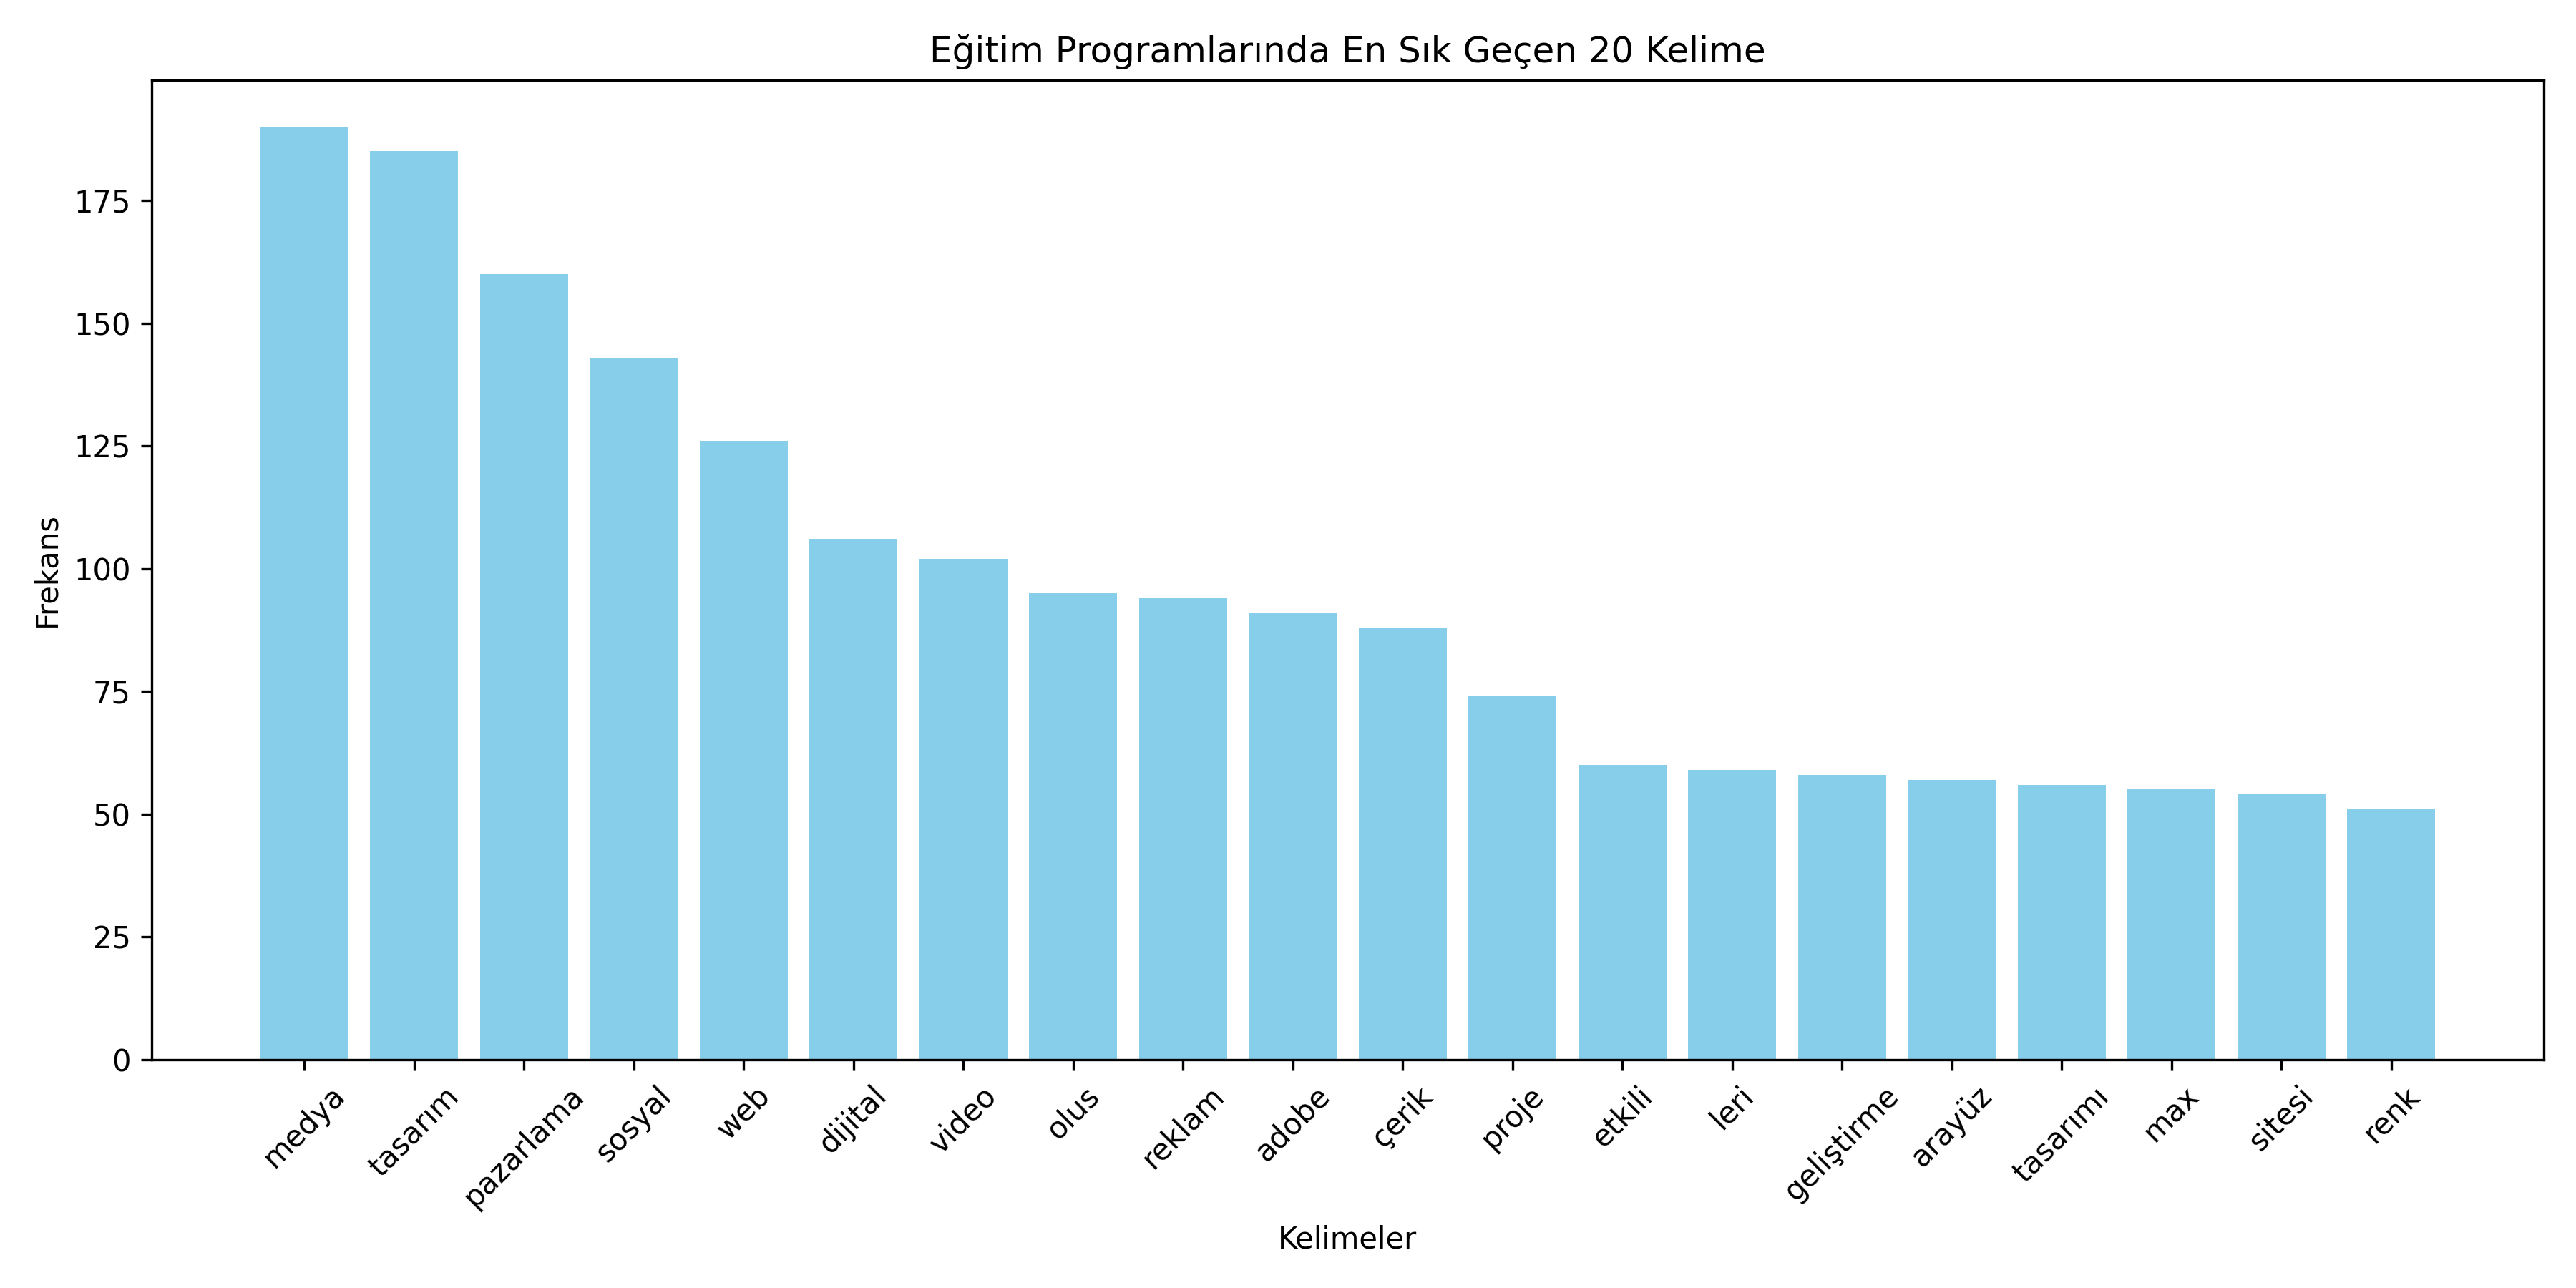 Eğitim Programlarında En Sık Geçen 20 Kelime
Frekans
175
150
125
100
75
50
25
0
medya
tasarım
pazarlama
sosyal
web
dijital
video
olus
reklam
adobe
çerik
proje
etkili
leri
geliştirme
arayüz
tasarımı
max
sitesi
renk
Kelimeler